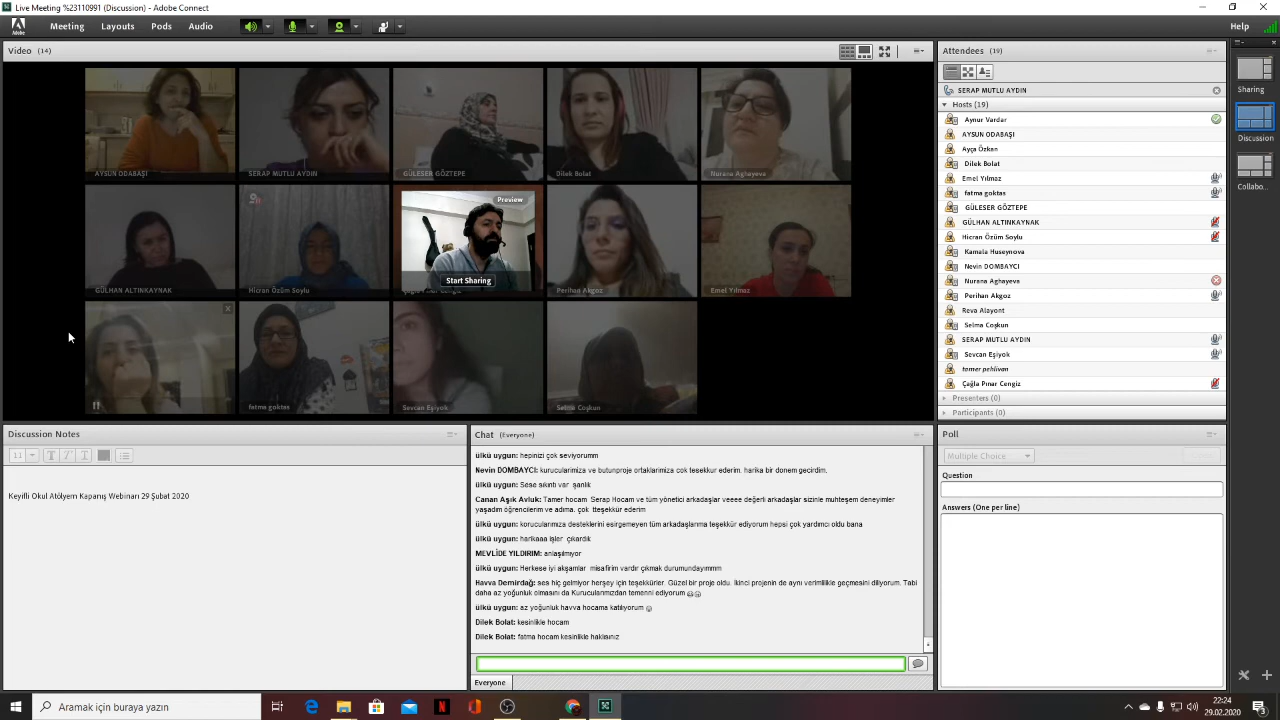 Live Meeting %23110991 (Discussion) - Adobe Connect
Adobe
Meeting
Layouts
Pods
Audio
Help
Video (14)
AYSUN ODABAŞI
SERAP MUTLU AYDIN
GÜLESER GÖZTEPE
Dilek Bolat
Nurana Aghayeva
GÜLHAN ALTINKAYNAK
Hicran Özüm Soylu
Preview
Start Sharing
Çağla Pınar Cengiz
Perihan Akgoz
Emel Yılmaz
fatma goktas
Sevcan Eşiyok
Selma Coşkun
Attendees (19)
SERAP MUTLU AYDIN
Hosts (19)
Aynur Vardar
AYSUN ODABAŞI
Ayça Özkan
Dilek Bolat
Emel Yılmaz
fatma goktas
GÜLESER GÖZTEPE
GÜLHAN ALTINKAYNAK
Hicran Özüm Soylu
Kamala Huseynova
Nevin DOMBAYCI
Nurana Aghayeva
Perihan Akgoz
Reva Alayont
Selma Coşkun
SERAP MUTLU AYDIN
Sevcan Eşiyok
tamer pehlivan
Çağla Pınar Cengiz
Presenters (0)
Participants (0)
Sharing
Discussion
Collabo...
Discussion Notes
11
Keyifli Okul Atölyem Kapanış Webinarı 29 Şubat 2020
Chat (Everyone)
ülkü uygun: hepinizi çok seviyorumm
Nevin DOMBAYCI: kurucularimiza ve butunproje ortaklarimiza cok tesekkur ederim. harika bir donem gecirdim.
ülkü uygun: Sese sıkıntı var şanlık
Canan Aşık Avluk: Tamer hocam Serap Hocam ve tüm yönetici arkadaşlar veeee değerli arkadaşlar sizinle muhteşem deneyimler
yaşadım öğrencilerim ve adıma. çok tteşekkür ederim
ülkü uygun: korucularımıza desteklerini esirgemeyen tüm arkadaşlarıma teşekkür ediyorum hepsi çok yardımcı oldu bana
ülkü uygun: harikaaa işler çıkardık
MEVLİDE YILDIRIM: anlaşılmıyor
ülkü uygun: Herkese iyi akşamlar misafirim vardır çıkmak durumundayımmm
Havva Demirdağ: ses hiç gelmiyor herşey için teşekkürler. Güzel bir proje oldu. İkinci projenin de aynı verimlilikle geçmesini diliyorum. Tabi
daha az yoğunluk olmasını da Kurucularımızdan temenni ediyorum
ülkü uygun: az yoğunluk havva hocama katılıyorum
Dilek Bolat: kesinlikle hocam
Dilek Bolat: fatma hocam kesinlikle haklısınız
Everyone
Poll
Multiple Choice
Question
Answers (One per line)
Aramak için buraya yazın
22:24
29.02.2020
3